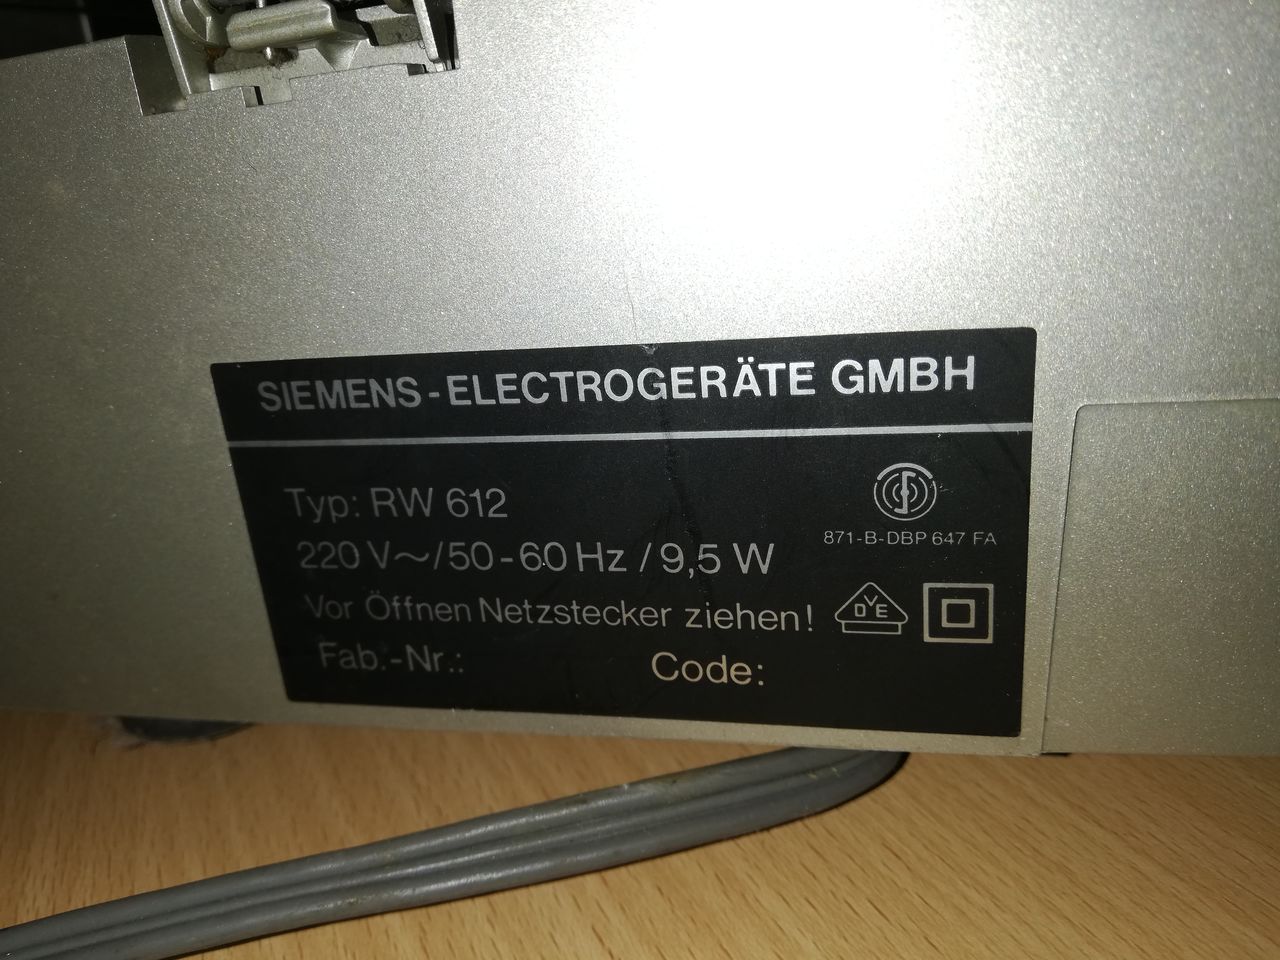 SIEMENS-ELECTROGERÄTE GMBH
Typ: RW 612
871-B-DBP 647 FA
220 V~/50-60 Hz / 9,5 W
Vor Öffnen Netzstecker ziehen!
DVE
Fab.-Nr.: Code: